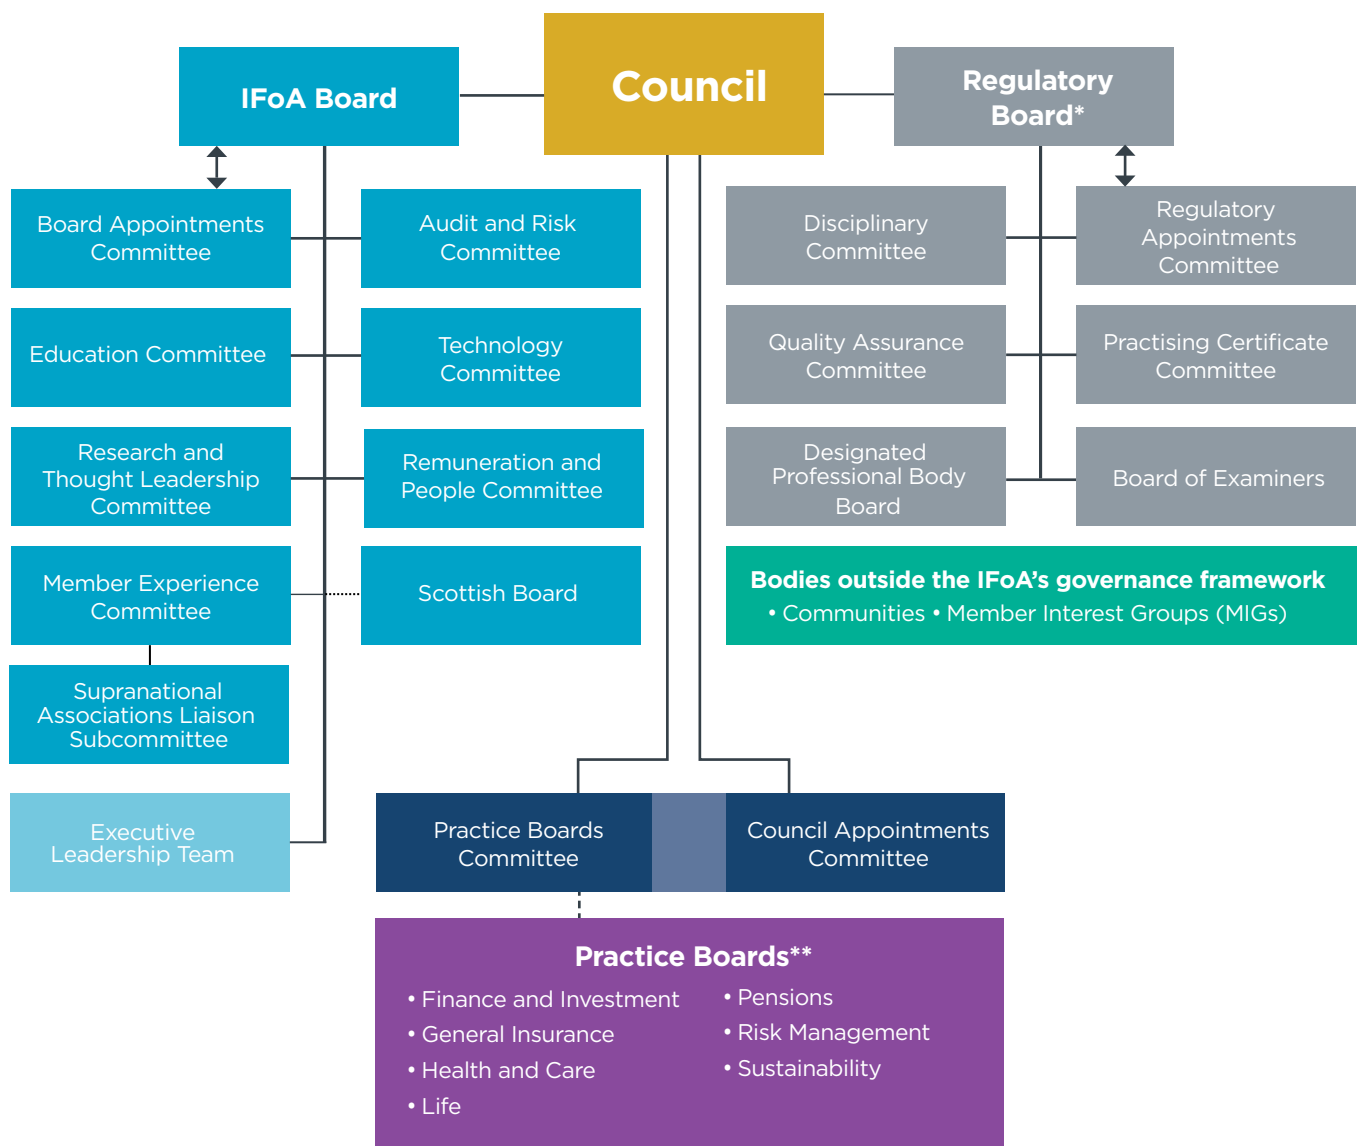 Council
IFoA Board
Regulatory
Board*
Board Appointments
Committee
Audit and Risk
Committee
Disciplinary
Committee
Regulatory
Appointments
Committee
Education Committee
Technology
Committee
Quality Assurance
Committee
Practising Certificate
Committee
Research and
Thought Leadership
Committee
Remuneration and
People Committee
Designated
Professional Body
Board
Board of Examiners
Member Experience
Committee
Scottish Board
Bodies outside the IFoA’s governance framework
• Communities • Member Interest Groups (MIGs)
Supranational
Associations Liaison
Subcommittee
Executive
Leadership Team
Practice Boards
Committee
Council Appointments
Committee
Practice Boards**
• Finance and Investment
• General Insurance
• Health and Care
• Life
• Pensions
• Risk Management
• Sustainability